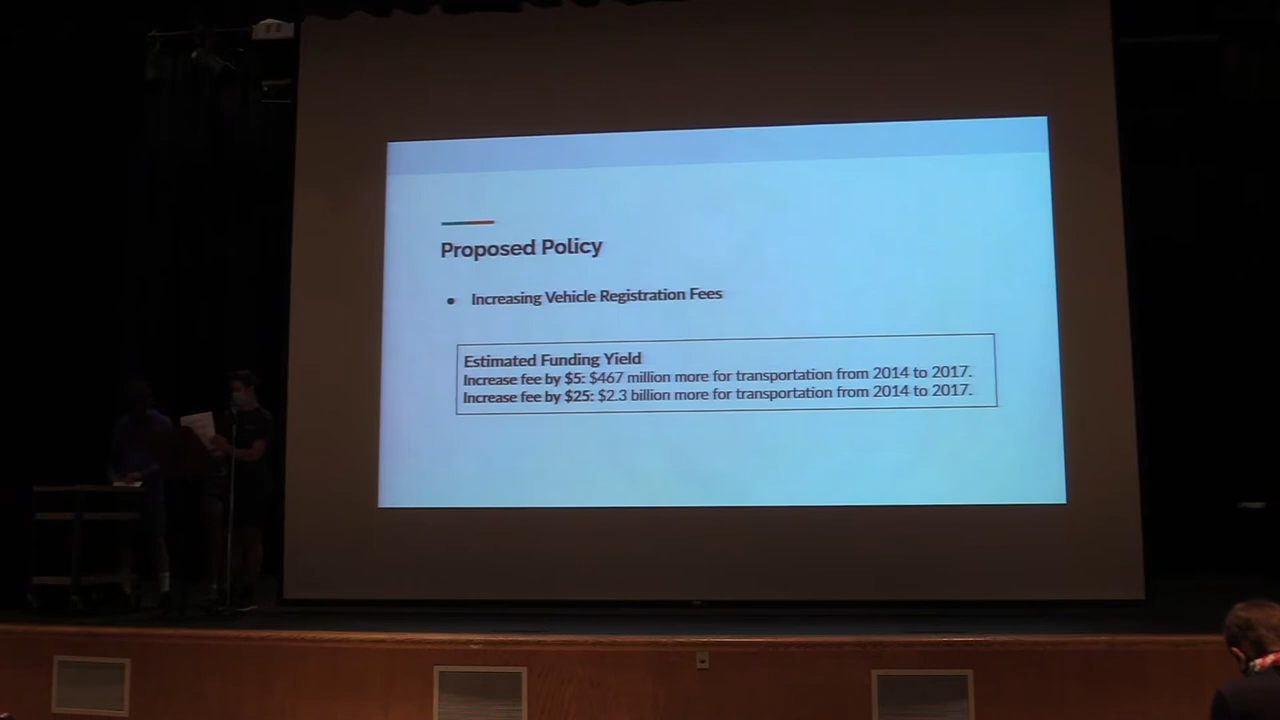 Proposed Policy
● Increasing Vehicle Registration Fees
Estimated Funding Yield
Increase fee by $5: $467 million more for transportation from 2014 to 2017.
Increase fee by $25: $2.3 billion more for transportation from 2014 to 2017.